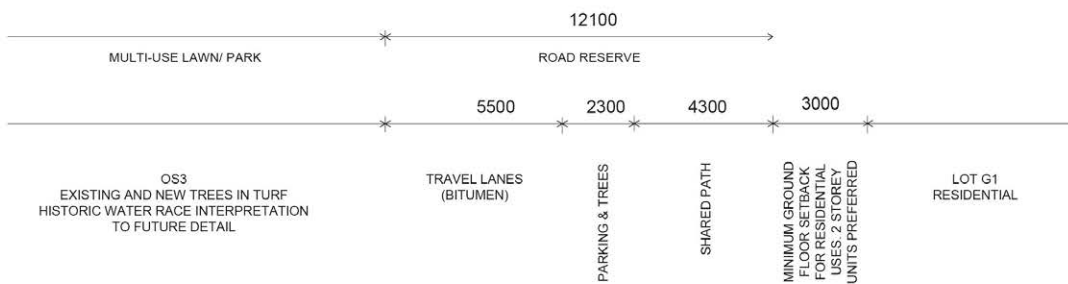 12100
MULTI-USE LAWN/ PARK
ROAD RESERVE
5500
2300
4300
3000
OS3
EXISTING AND NEW TREES IN TURF
HISTORIC WATER RACE INTERPRETATION
TO FUTURE DETAIL
TRAVEL LANES
(BITUMEN)
PARKING & TREES
SHARED PATH
MINIMUM GROUND
FLOOR SETBACK
FOR RESIDENTIAL
USES. 2 STOREY
UNITS PREFERRED
LOT G1
RESIDENTIAL